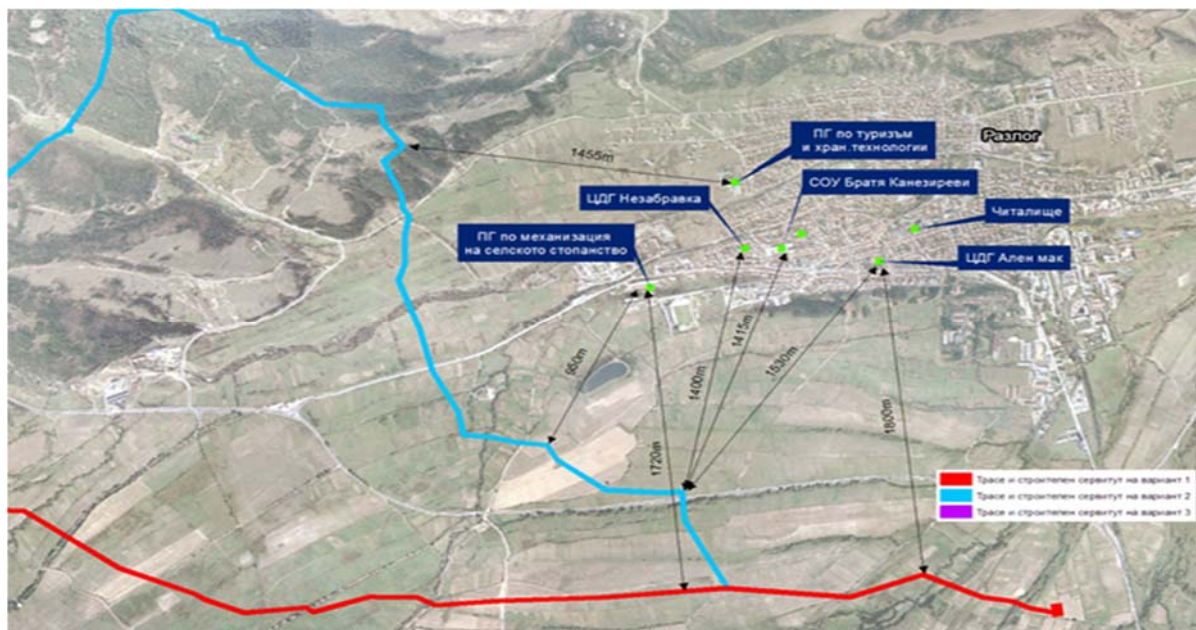 ПГ по туризъм
и хран.технологии
Разлог
1455m
СОУ Братя Канезиреви
ЦДГ Незабравка
Читалище
ПГ по механизация
на селското стопанство
ЦДГ Ален мак
950m
1415m
1530m
1400m
1800m
1720m
Трасе и строителен сервитут на вариант 1
Трасе и строителен сервитут на вариант 2
Трасе и строителен сервитут на вариант 3